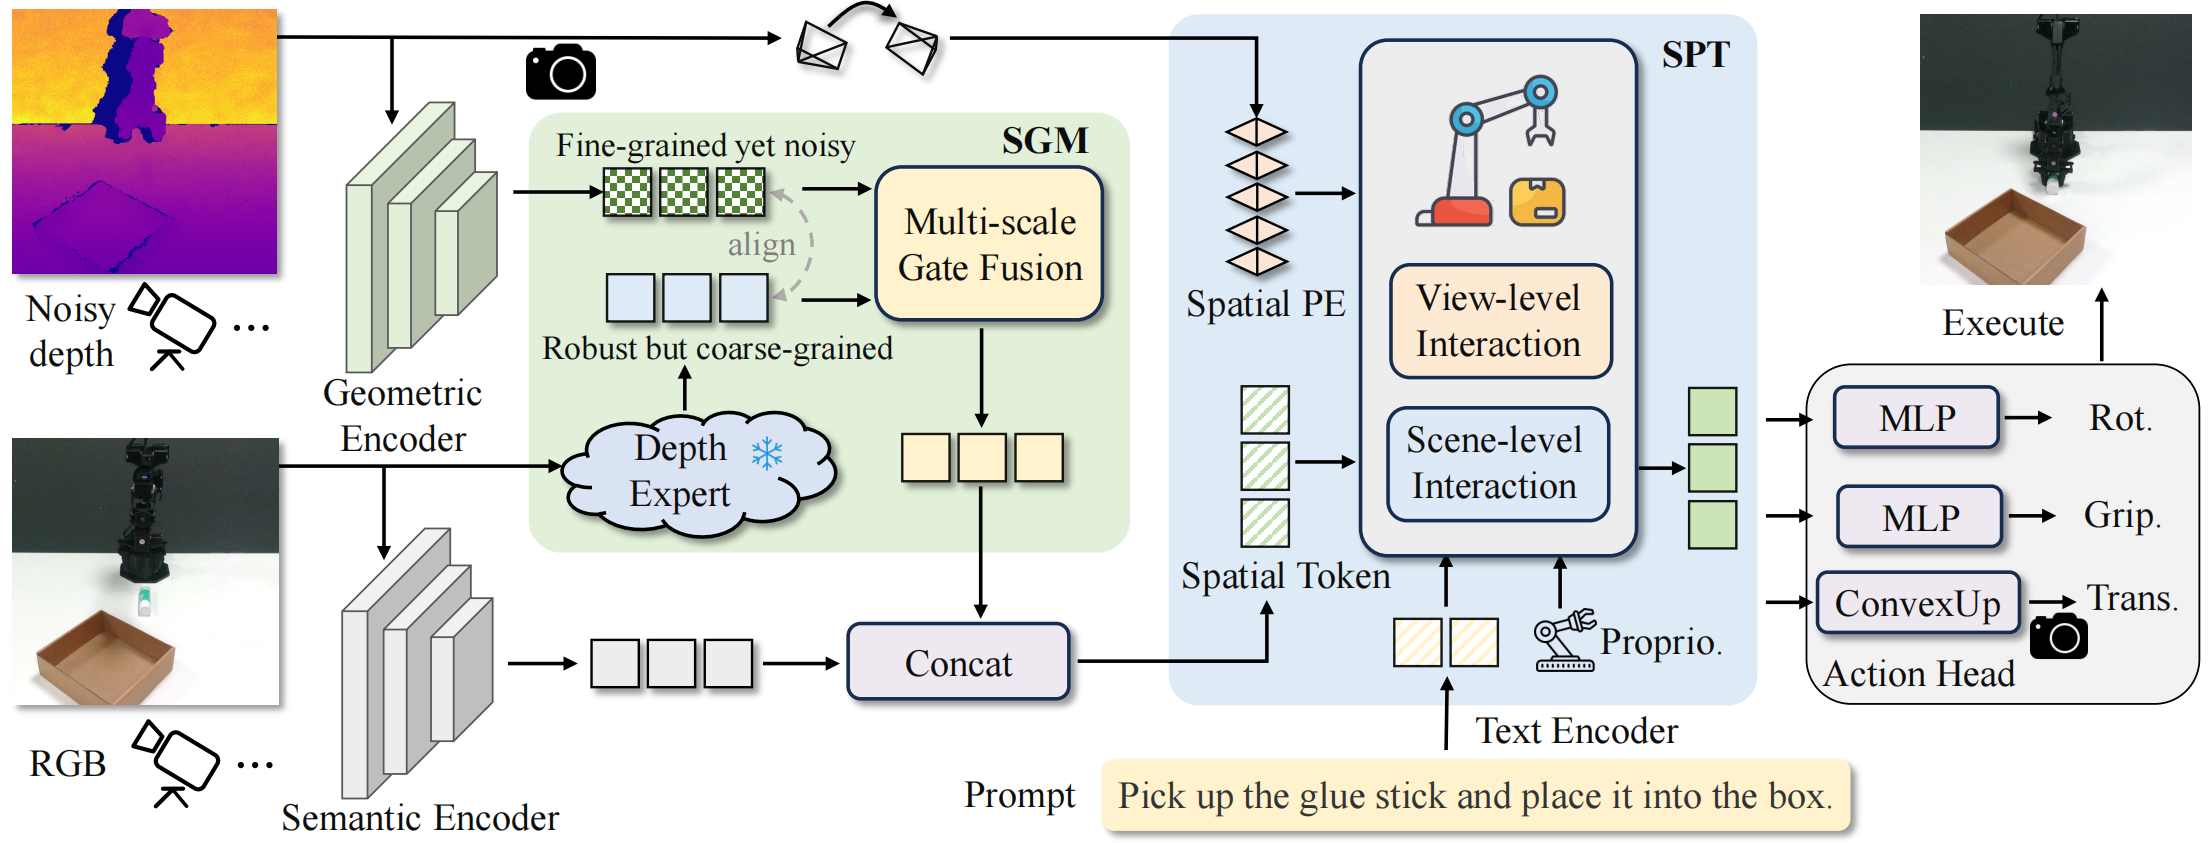 Noisy
depth
Geometric
Encoder
RGB
Semantic Encoder
SGM
Fine-grained yet noisy
align
Robust but coarse-grained
Depth
Expert
Multi-scale
Gate Fusion
Concat
SPT
Spatial PE
Spatial Token
View-level
Interaction
Scene-level
Interaction
Proprio.
Text Encoder
Prompt
Pick up the glue stick and place it into the box.
Execute
MLP
Rot.
MLP
Grip.
ConvexUp
Trans.
Action Head